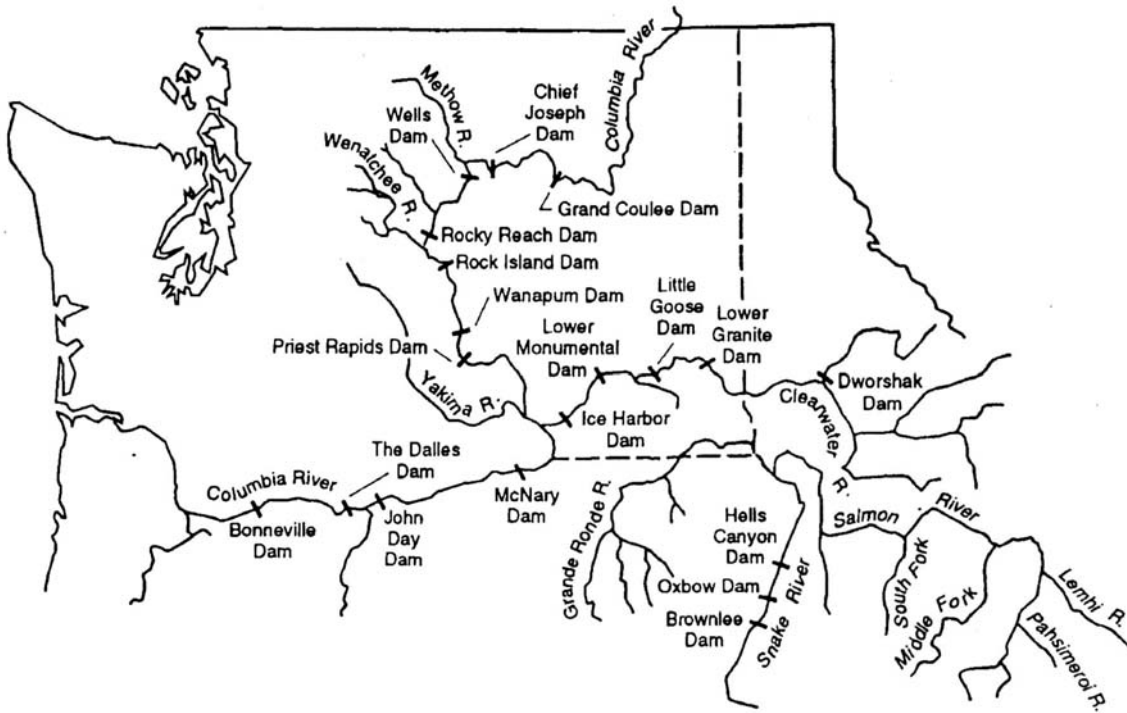 Columbia River
Methow R.
Chief
Joseph
Dam
Wells
Dam
Wenatchee R.
Grand Coulee Dam
Rocky Reach Dam
Rock Island Dam
Wanapum Dam
Little
Goose
Dam
Lower
Granite
Dam
Lower
Monumental
Dam
Priest Rapids Dam
Yakima R.
Dworshak
Dam
Clearwater R.
Ice Harbor
Dam
The Dalles
Dam
Columbia River
Bonneville
Dam
John
Day
Dam
McNary
Dam
Grande Ronde R.
Hells
Canyon
Dam
Oxbow Dam
Brownlee
Dam
Snake River
Salmon River
South Fork
Middle Fork
Lemhi R.
Pahsimeroi R.